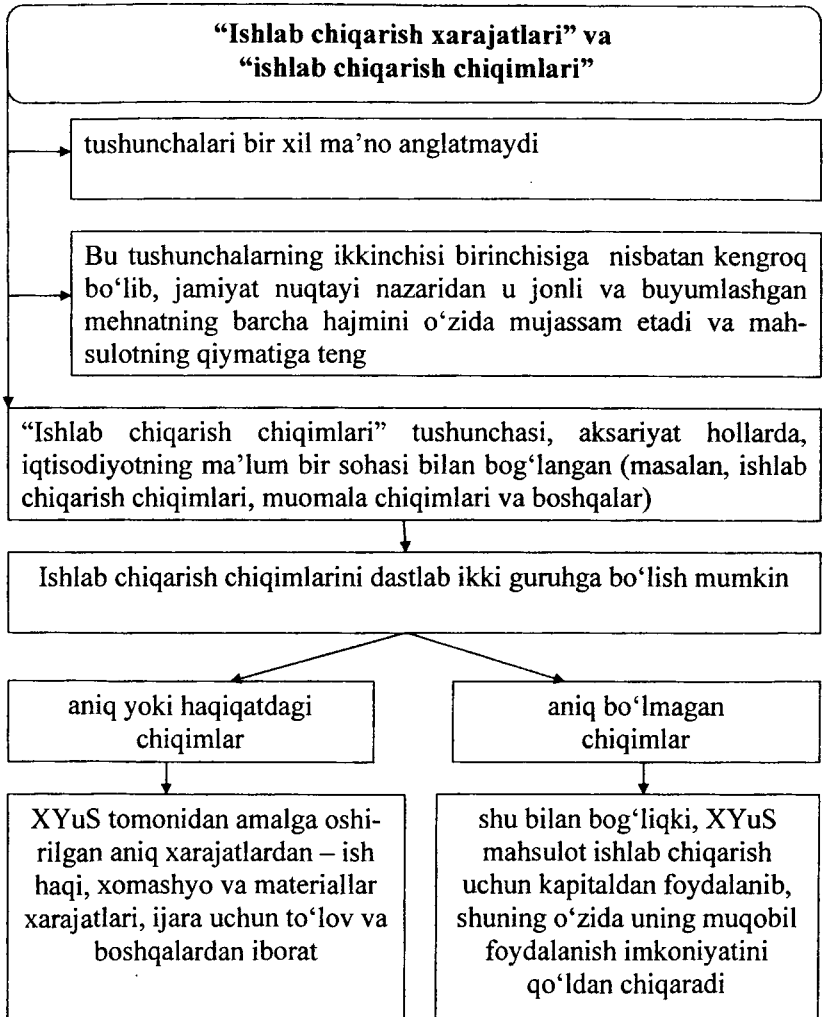 “Ishlab chiqarish xarajatlari” va
“ishlab chiqarish chiqimlari”
tushunchalari bir xil ma’no anglatmaydi
Bu tushunchalarning ikkinchisi birinchisiga nisbatan kengroq
bo‘lib, jamiyat nuqtayi nazaridan u jonli va buyumlashgan
mehnatning barcha hajmini o‘zida mujassam etadi va mah-
sulotning qiymatiga teng
“Ishlab chiqarish chiqimlari” tushunchasi, aksariyat hollarda,
iqtisodiyotning ma’lum bir sohasi bilan bog‘langan (masalan, ishlab
chiqarish chiqimlari, muomala chiqimlari va boshqalar)
Ishlab chiqarish chiqimlarini dastlab ikki guruhga bo‘lish mumkin
aniq yoki haqiqatdagi
chiqimlar
aniq bo‘lmagan
chiqimlar
XYuS tomonidan amalga oshi-
rilgan aniq xarajatlardan – ish
haqi, xomashyo va materiallar
xarajatlari, ijara uchun to‘lov va
boshqalardan iborat
shu bilan bog‘liqki, XYuS
mahsulot ishlab chiqarish
uchun kapitaldan foydalanib,
shuning o‘zida uning muqobil
foydalanish imkoniyatini
qo‘ldan chiqaradi